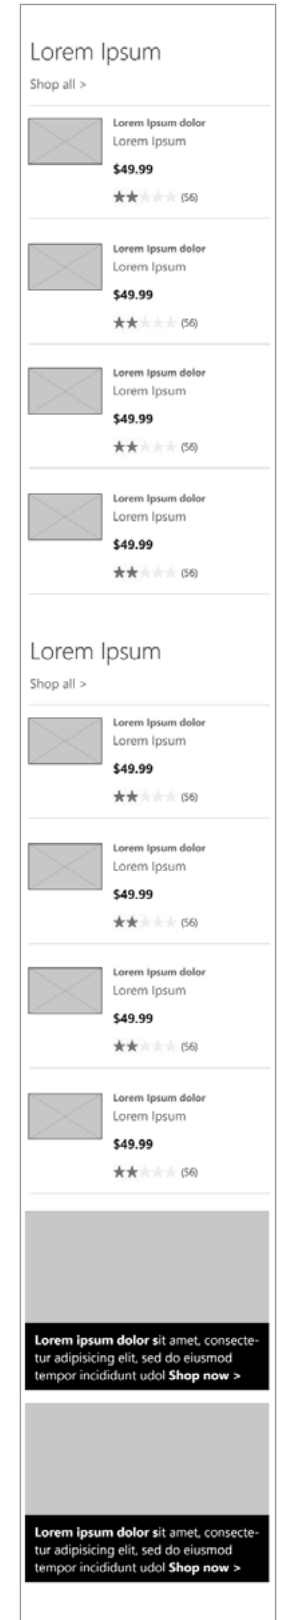 Lorem Ipsum
Shop all >
Lorem Ipsum dolor
Lorem Ipsum
$49.99
(56)
Lorem Ipsum dolor
Lorem Ipsum
$49.99
(56)
Lorem Ipsum dolor
Lorem Ipsum
$49.99
(56)
Lorem Ipsum dolor
Lorem Ipsum
$49.99
(56)
Lorem Ipsum
Shop all >
Lorem Ipsum dolor
Lorem Ipsum
$49.99
(56)
Lorem Ipsum dolor
Lorem Ipsum
$49.99
(56)
Lorem Ipsum dolor
Lorem Ipsum
$49.99
(56)
Lorem Ipsum dolor
Lorem Ipsum
$49.99
(56)
Lorem ipsum dolor sit amet, consecte-
tur adipisicing elit, sed do eiusmod
tempor incididunt udol Shop now >
Lorem ipsum dolor sit amet, consecte-
tur adipisicing elit, sed do eiusmod
tempor incididunt udol Shop now >